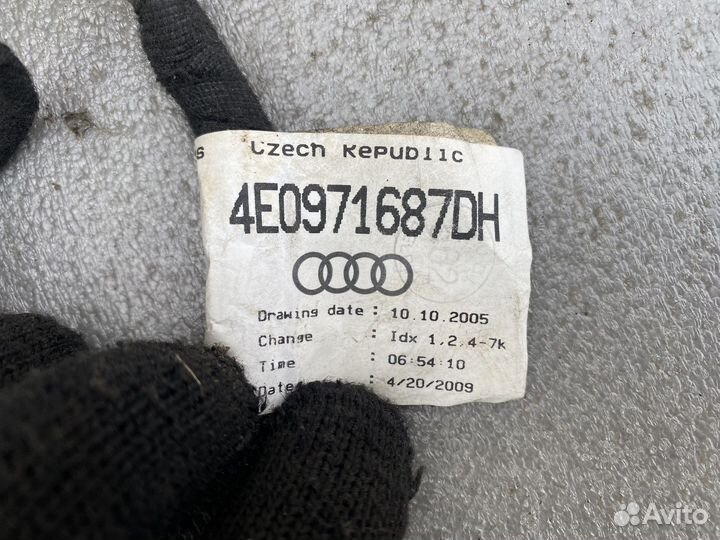 s Czech Republic
4E0971687DH
Drawing date : 10.10.2005
Change : Idx 1,2,4-7k
Time : 06:54:10
Date : 4/20/2009
Avito